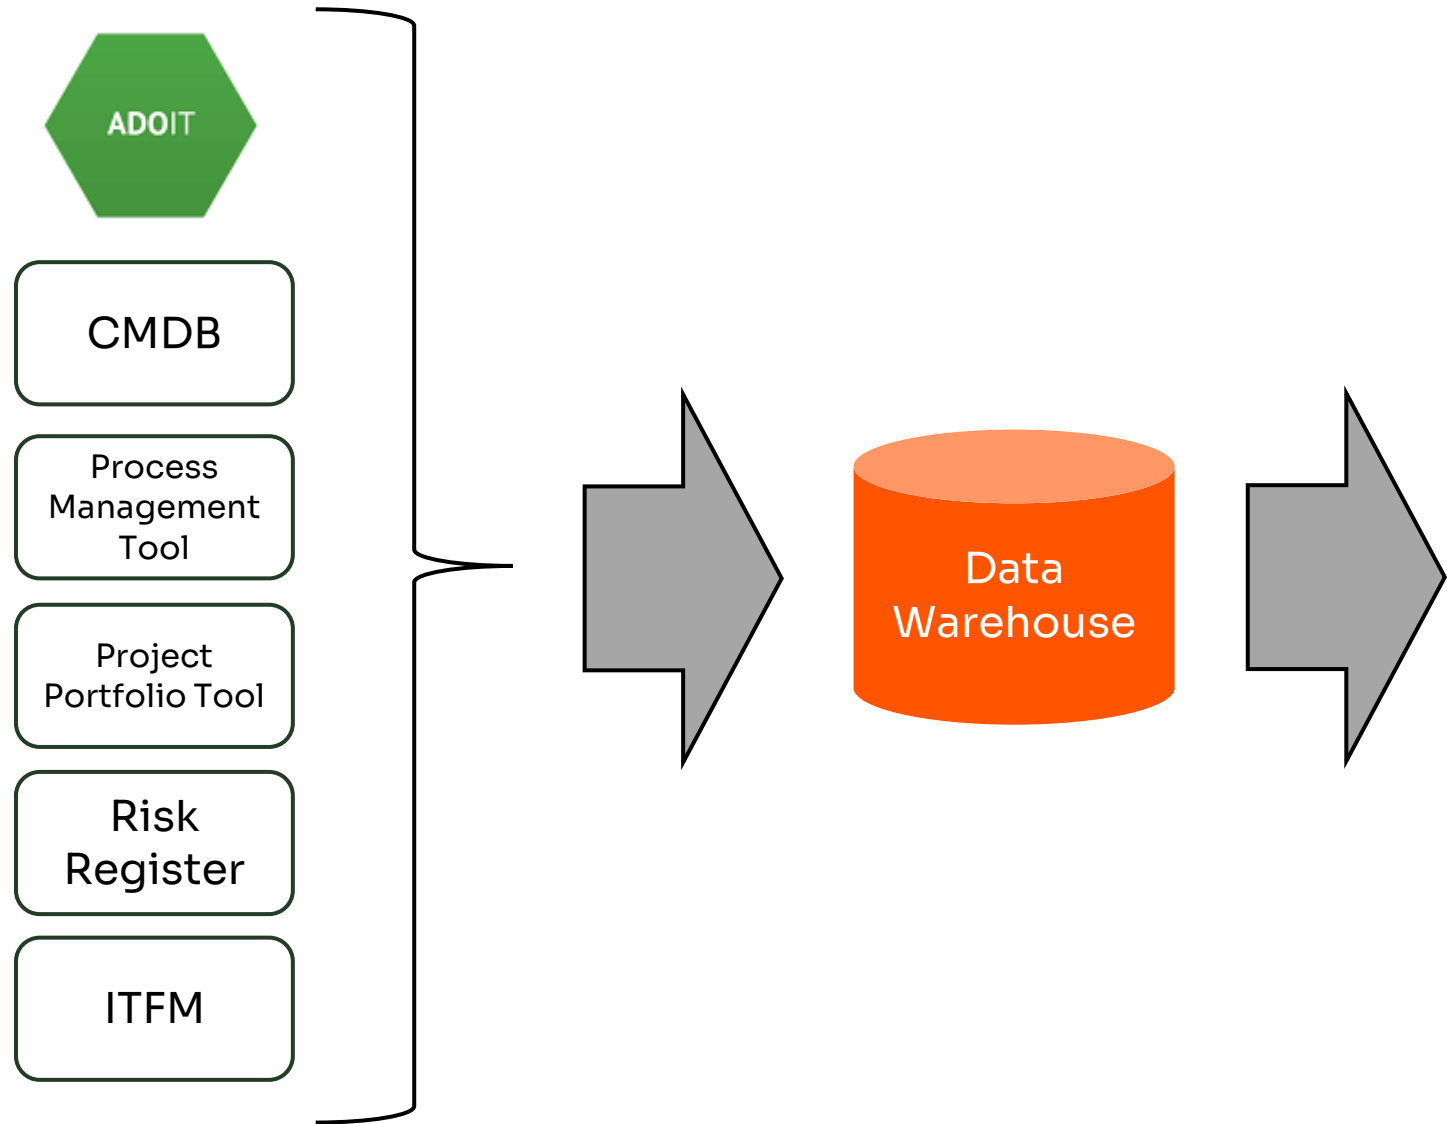 ADOIT
CMDB
Process
Management
Tool
Project
Portfolio Tool
Risk
Register
ITFM
Data
Warehouse